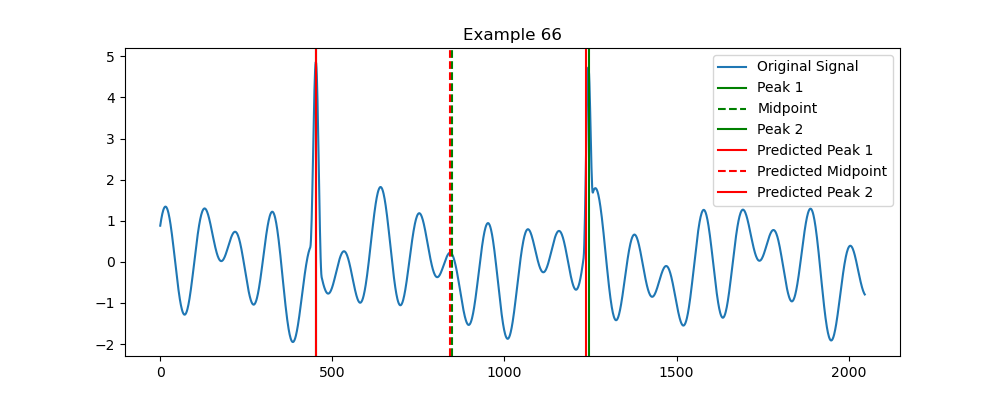 Example 66
5
4
3
2
1
0
−1
−2
0
500
1000
1500
2000
Original Signal
Peak 1
Midpoint
Peak 2
Predicted Peak 1
Predicted Midpoint
Predicted Peak 2